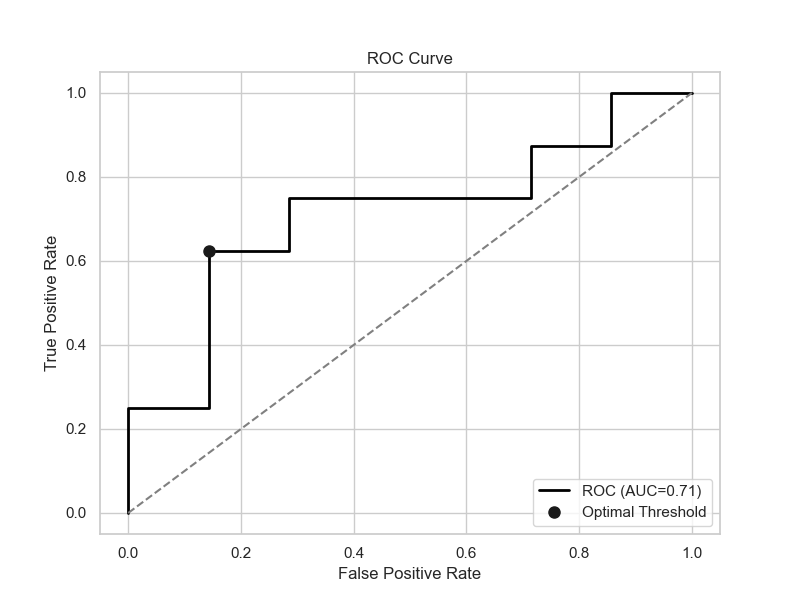 ROC Curve
True Positive Rate
1.0
0.8
0.6
0.4
0.2
0.0
0.0 0.2 0.4 0.6 0.8 1.0
False Positive Rate
ROC (AUC=0.71)
Optimal Threshold